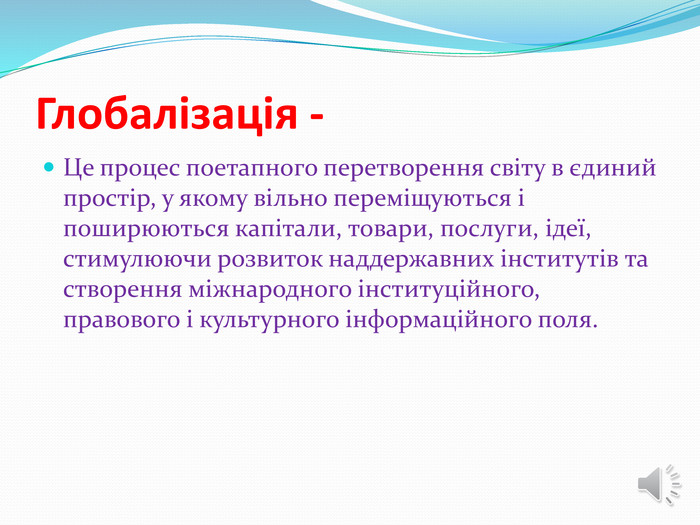 Глобалізація -
Це процес поетапного перетворення світу в єдиний
простір, у якому вільно переміщуються і
поширюються капітали, товари, послуги, ідеї,
стимулюючи розвиток наддержавних інститутів та
створення міжнародного інституційного,
правового і культурного інформаційного поля.